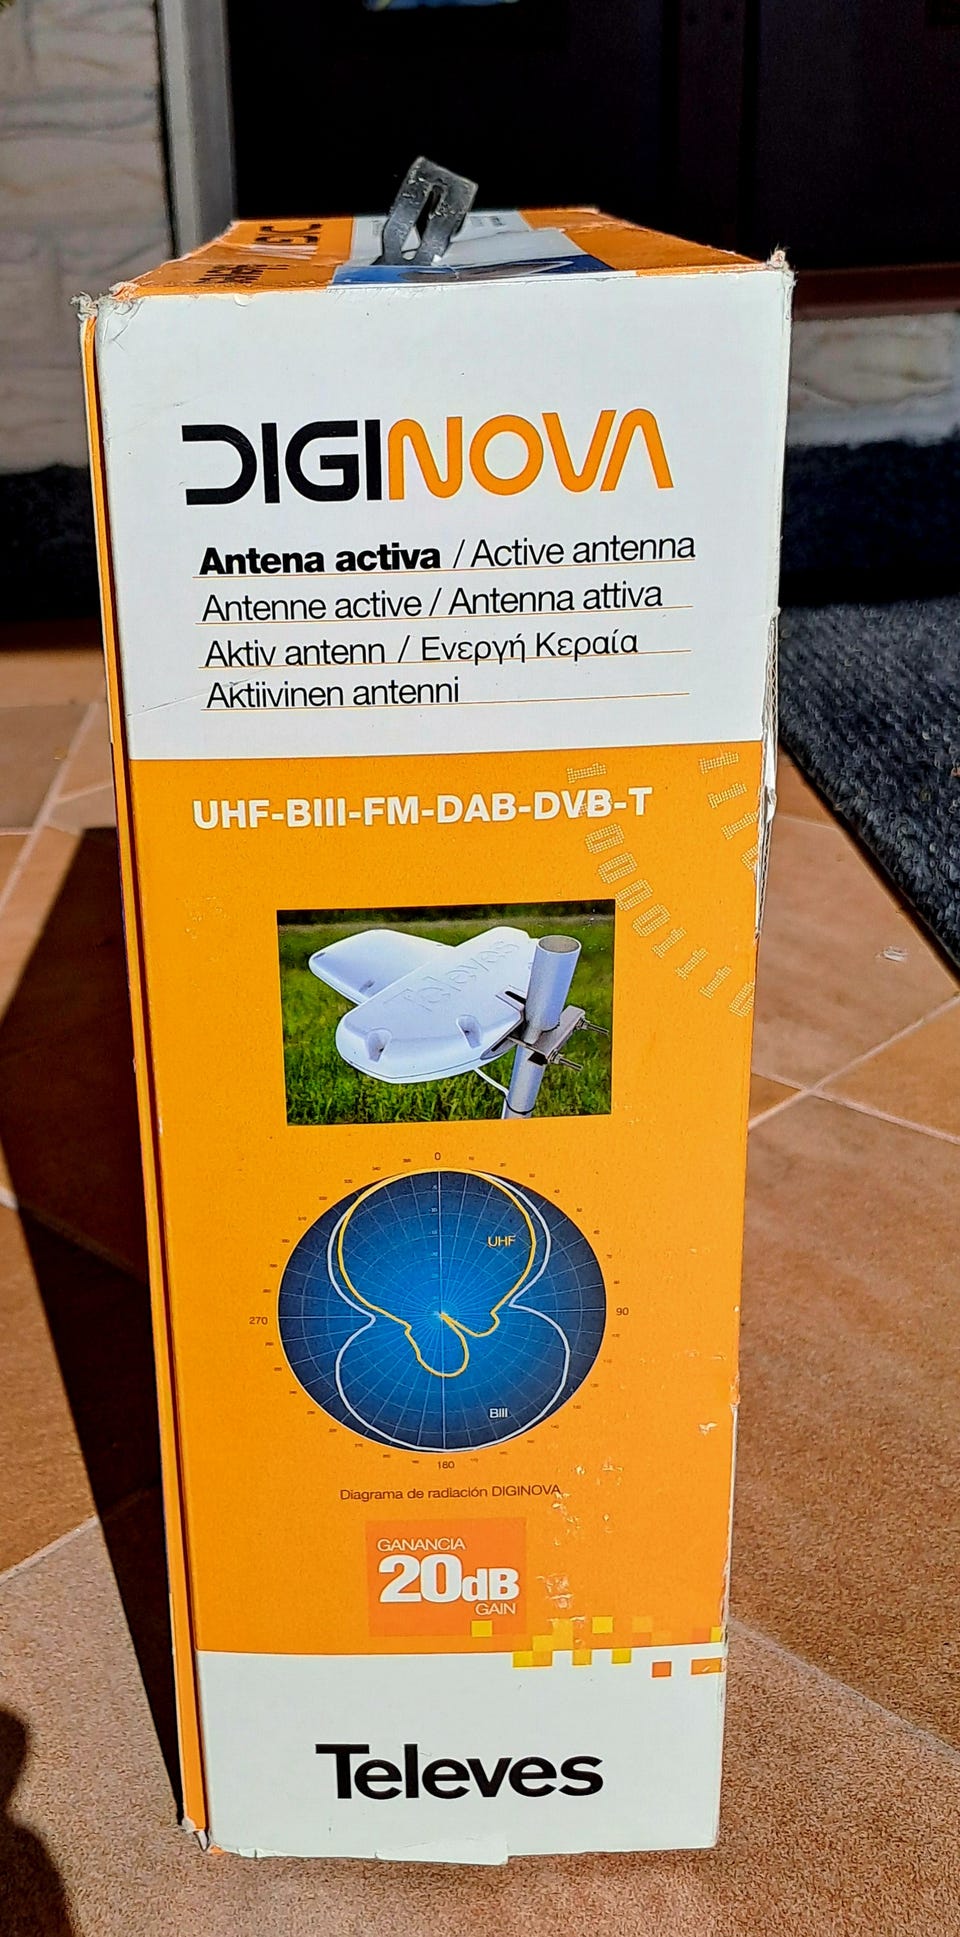 DIGINOVA
Antena activa / Active antenna
Antenne active / Antenna attiva
Aktiv antenn / Ενεργή Κεραία
Aktiivinen antenni
UHF-BIII-FM-DAB-DVB-T
Televes
0
UHF
270
90
BIII
180
Diagrama de radiación DIGINOVA
GANANCIA
20dB
GAIN
Televes